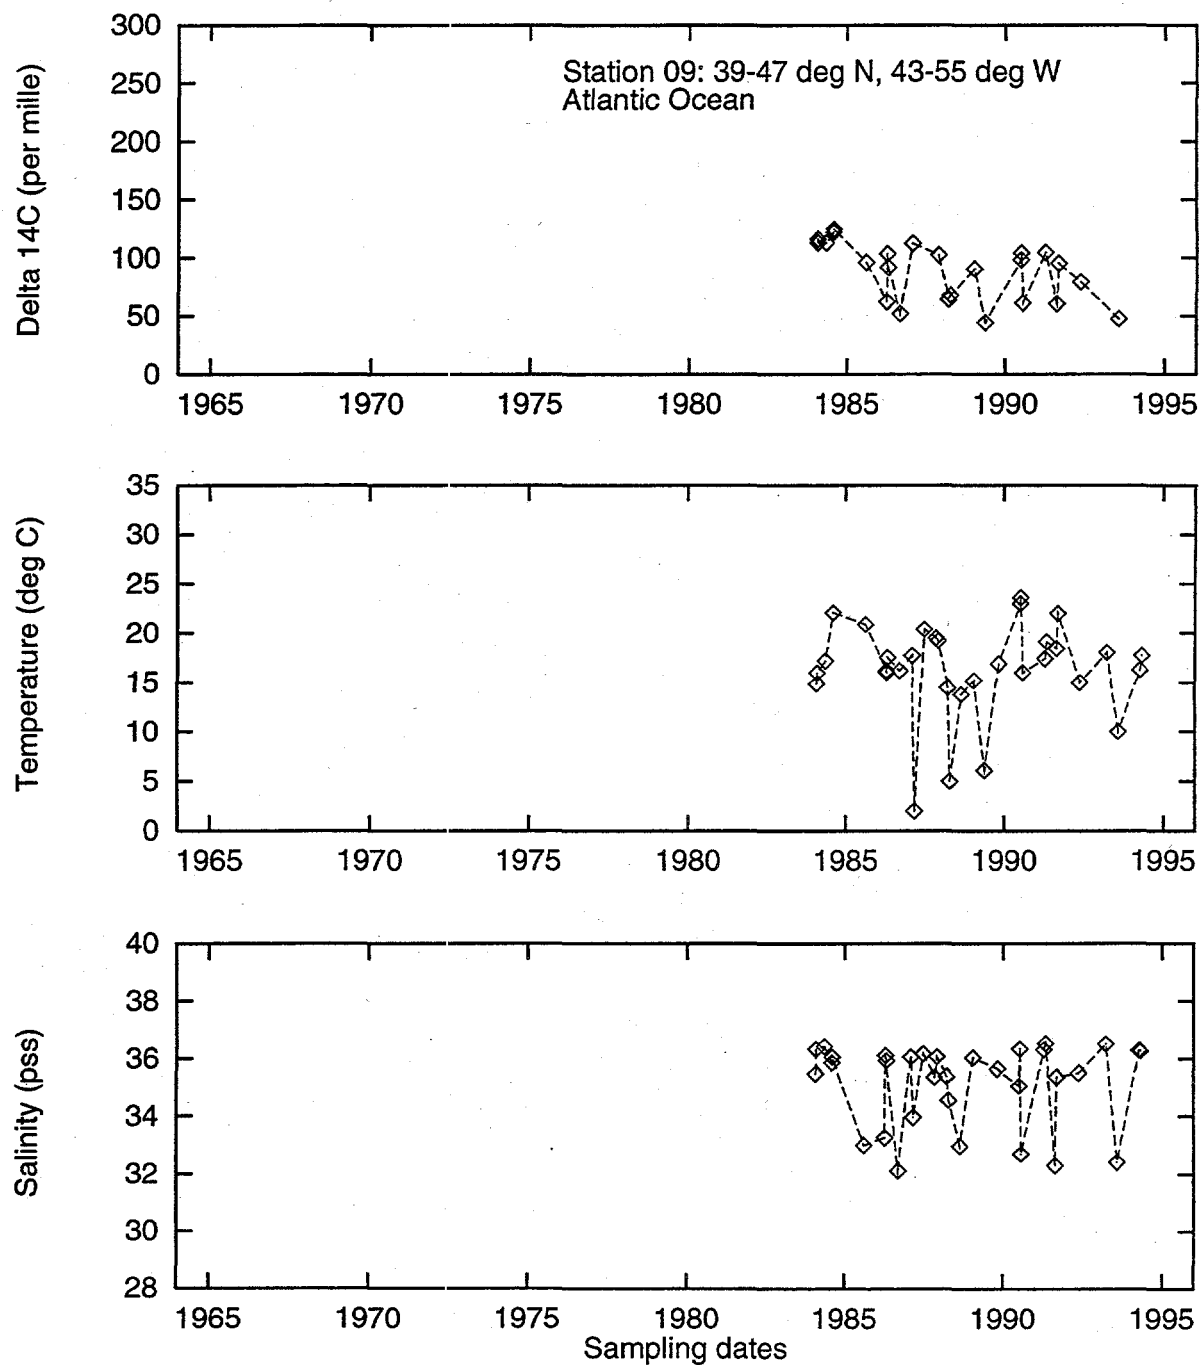 300
250
200
150
100
50
0
Delta 14C (per mille)
Station 09: 39-47 deg N, 43-55 deg W
Atlantic Ocean
1965 1970 1975 1980 1985 1990 1995
35
30
25
20
15
10
5
0
Temperature (deg C)
1965 1970 1975 1980 1985 1990 1995
40
38
36
34
32
30
28
Salinity (pss)
1965 1970 1975 1980 1985 1990 1995
Sampling dates